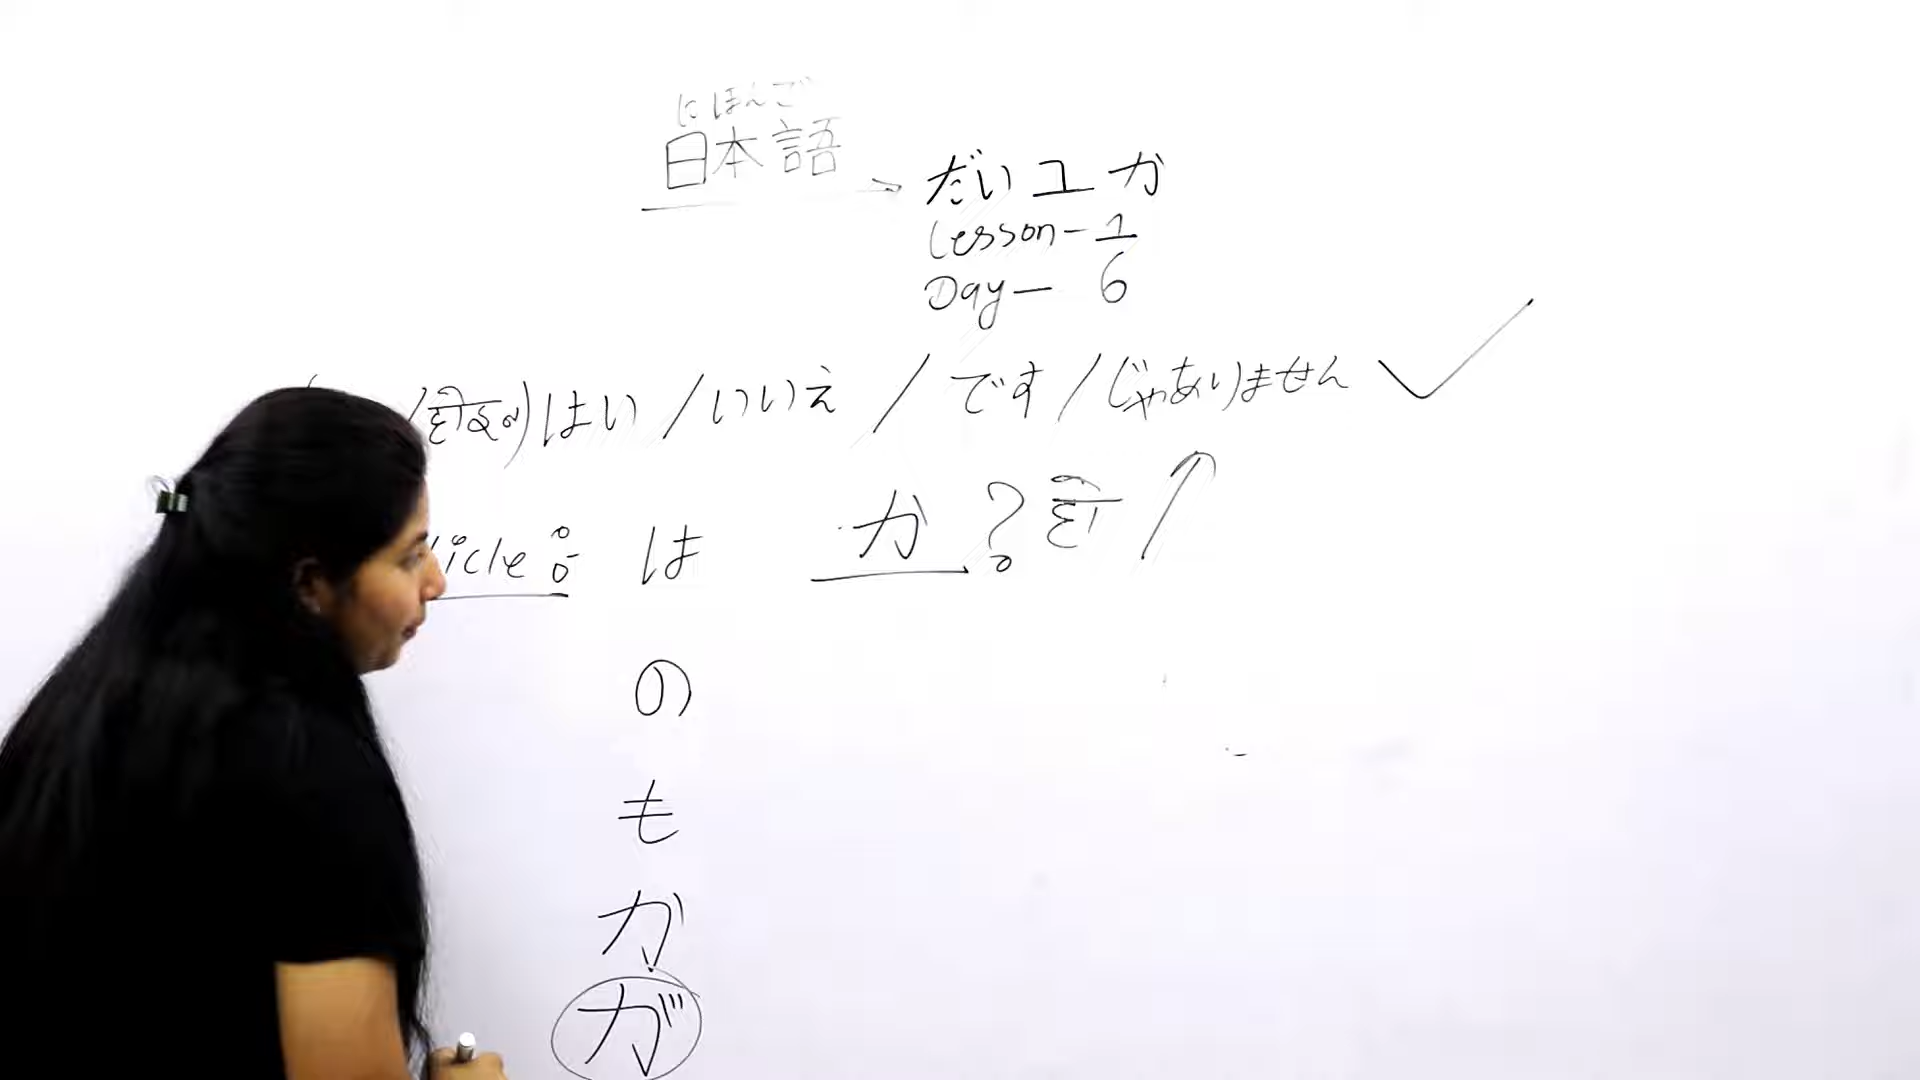 にほんご
日本語 → だい1か
Lesson-1
Day- 6
はい / いいえ / です / じゃありません ✓
icle : は か ?
の
も
か
が